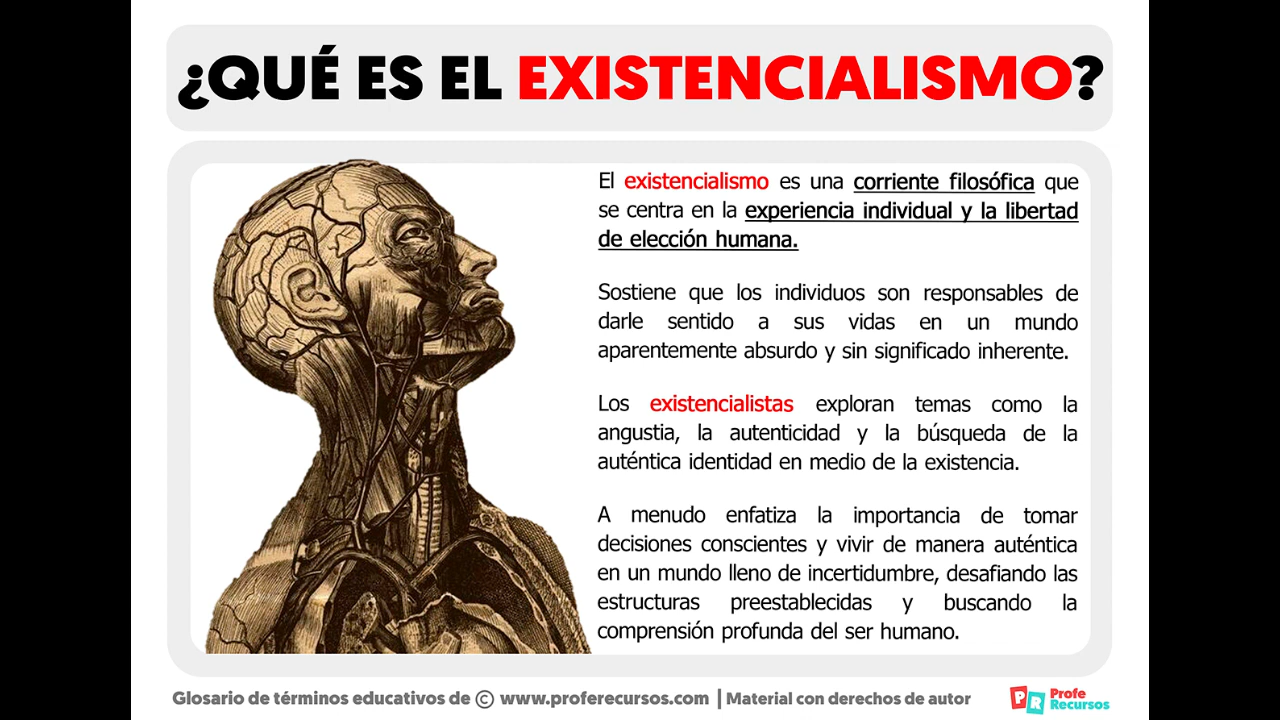 ¿QUÉ ES EL EXISTENCIALISMO?
El existencialismo es una corriente filosófica que
se centra en la experiencia individual y la libertad
de elección humana.
Sostiene que los individuos son responsables de
darle sentido a sus vidas en un mundo
aparentemente absurdo y sin significado inherente.
Los existencialistas exploran temas como la
angustia, la autenticidad y la búsqueda de la
auténtica identidad en medio de la existencia.
A menudo enfatiza la importancia de tomar
decisiones conscientes y vivir de manera auténtica
en un mundo lleno de incertidumbre, desafiando las
estructuras preestablecidas y buscando la
comprensión profunda del ser humano.
Glosario de términos educativos de © www.proferecursos.com | Material con derechos de autor
PR Profe
Recursos